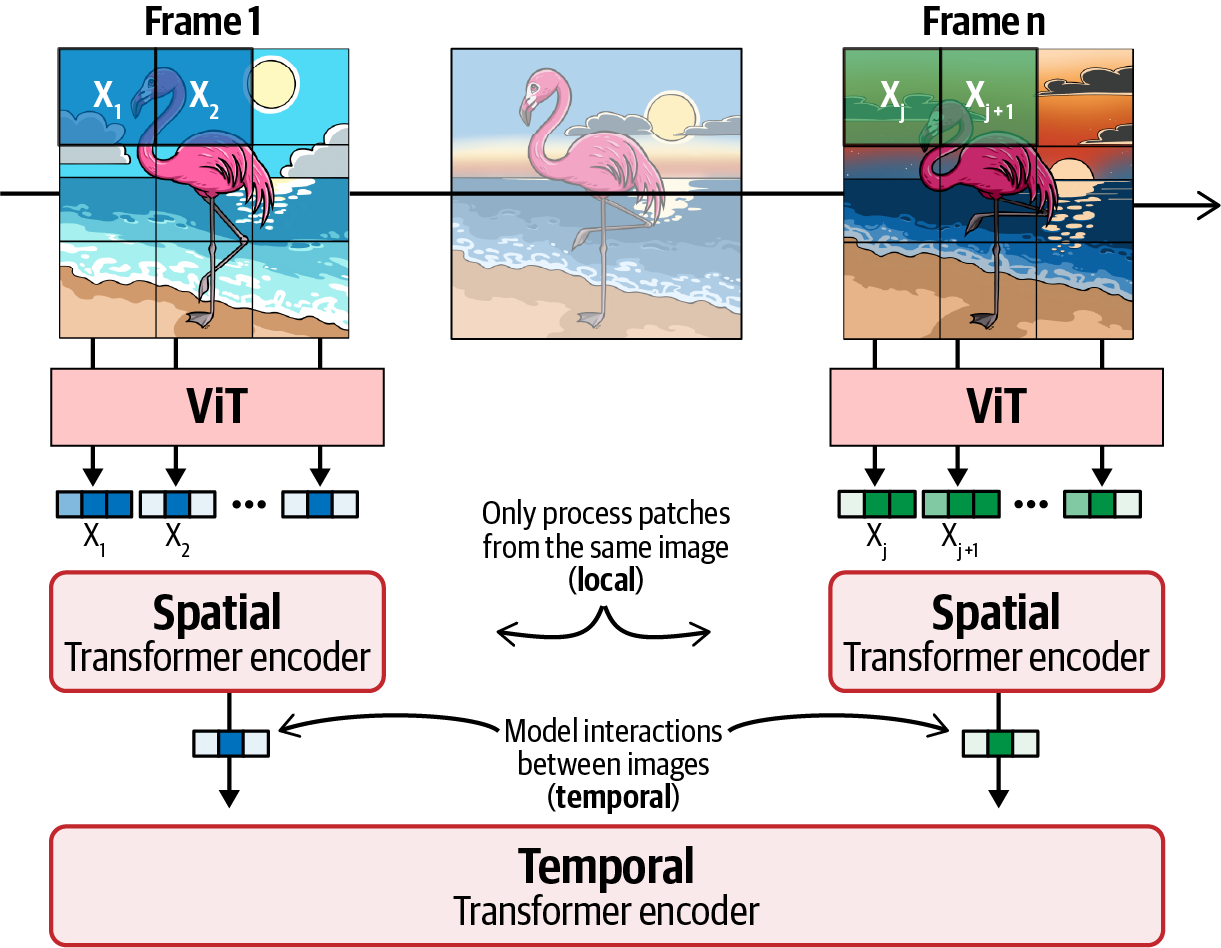 Frame 1
Frame n
X1
X2
Xj
Xj+1
ViT
ViT
X1
X2
Xj
Xj+1
Only process patches
from the same image
(local)
Spatial
Transformer encoder
Spatial
Transformer encoder
Model interactions
between images
(temporal)
Temporal
Transformer encoder